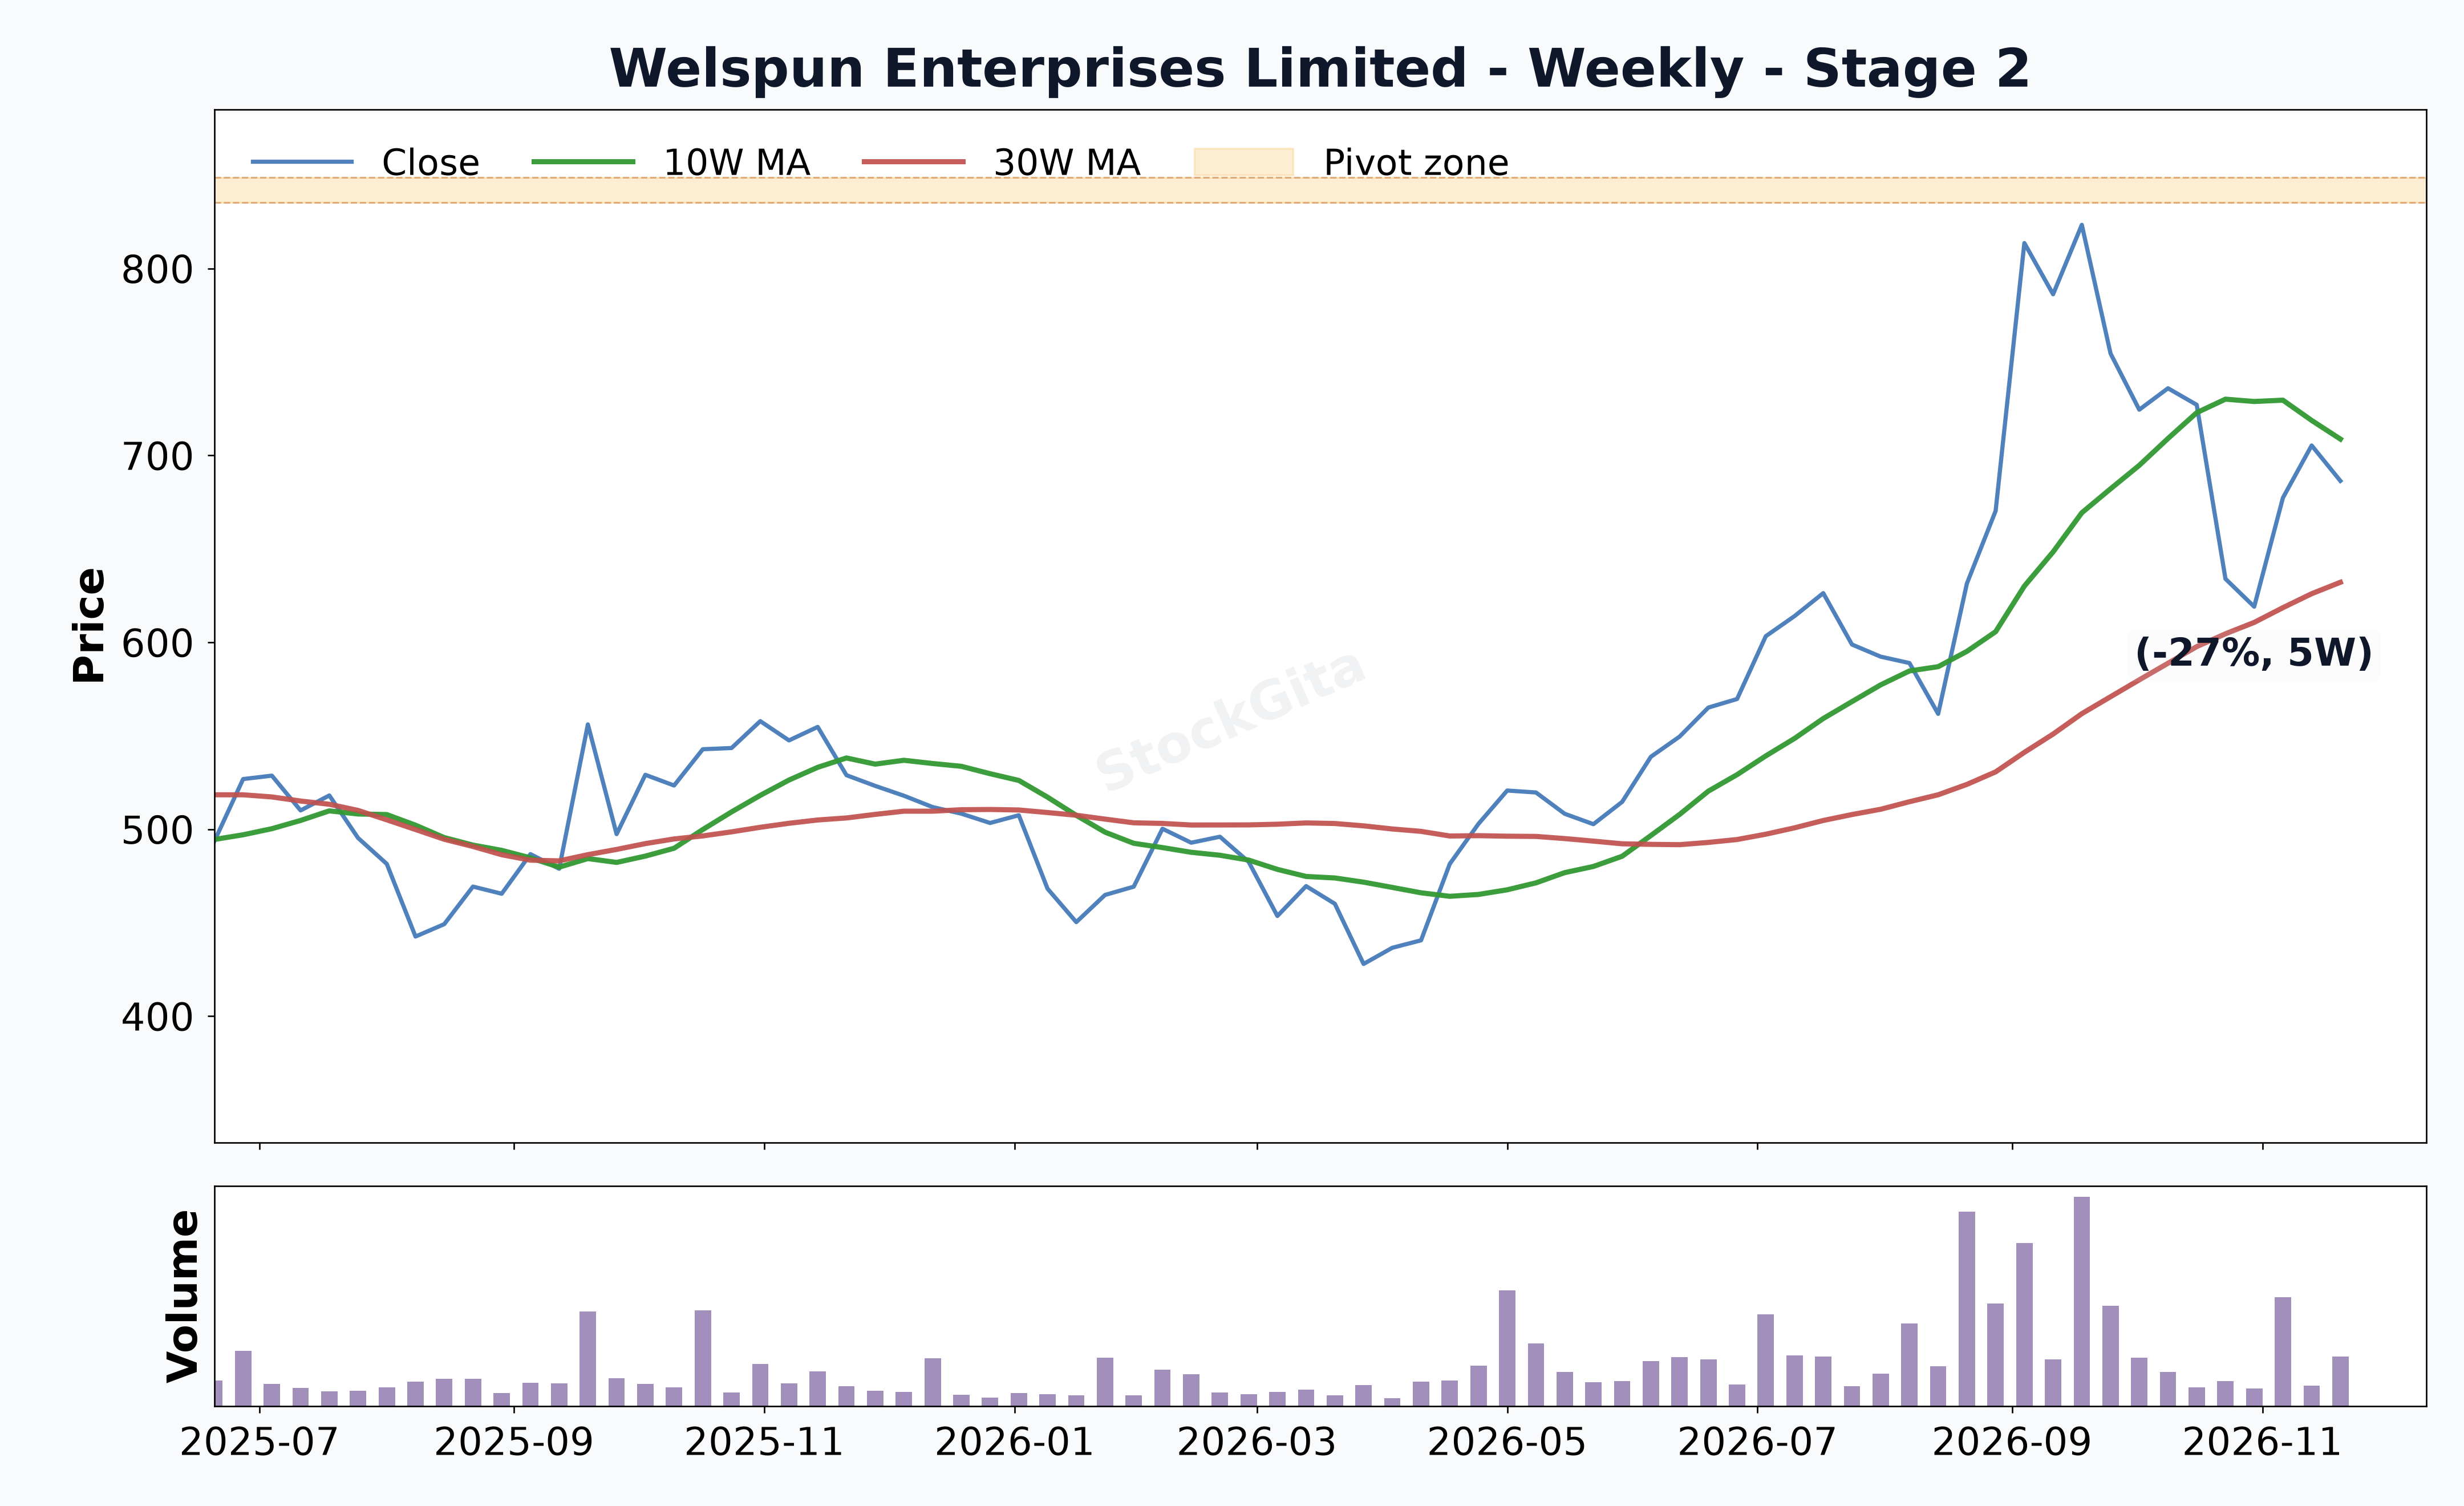 Welspun Enterprises Limited - Weekly - Stage 2
Close 10W MA 30W MA Pivot zone
800
700
600
500
400
Price
(-27%, 5W)
StockGita
Volume
2025-07 2025-09 2025-11 2026-01 2026-03 2026-05 2026-07 2026-09 2026-11